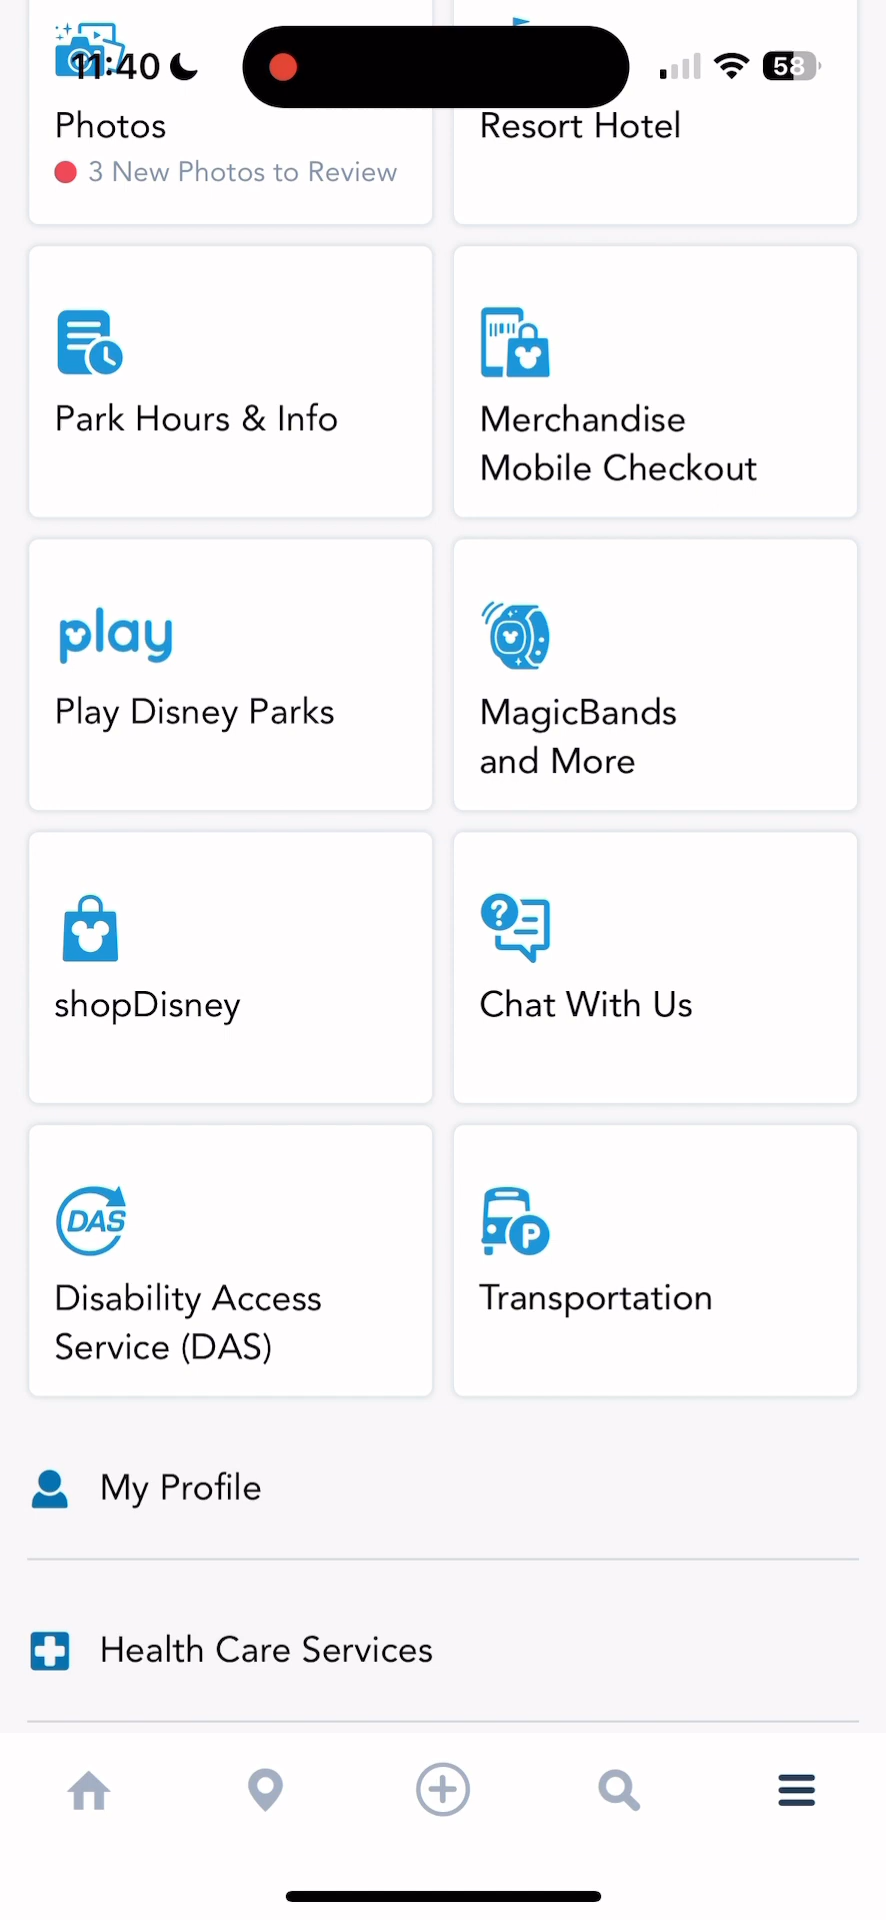 11:40
58
Photos
3 New Photos to Review
Resort Hotel
Park Hours & Info
Merchandise
Mobile Checkout
play
Play Disney Parks
MagicBands
and More
shopDisney
?
Chat With Us
DAS
Disability Access
Service (DAS)
P
Transportation
My Profile
Health Care Services